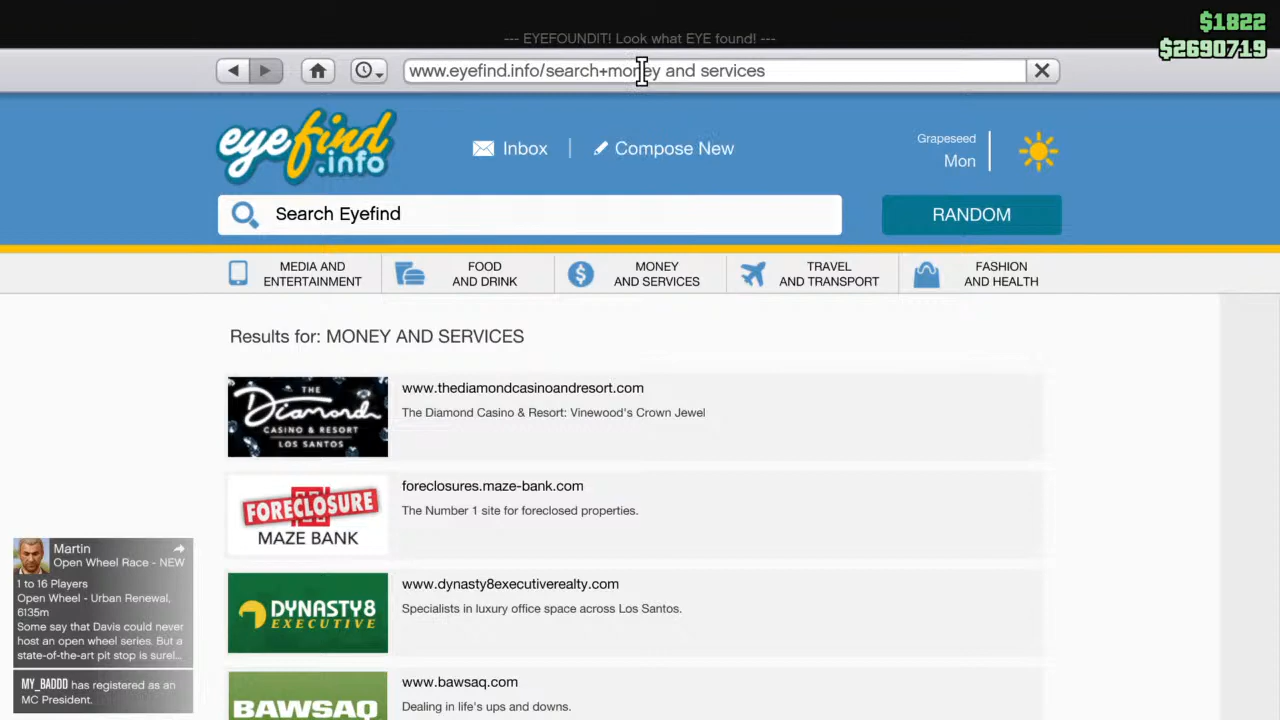 $1822
--- EYEFOUNDIT! Look what EYE found! ---
$2690719
www.eyefind.info/search+money and services
eyefind.info
Inbox
Compose New
Grapeseed
Mon
Search Eyefind
RANDOM
MEDIA AND
ENTERTAINMENT
FOOD
AND DRINK
MONEY
AND SERVICES
TRAVEL
AND TRANSPORT
FASHION
AND HEALTH
Results for: MONEY AND SERVICES
THE
Diamond
CASINO & RESORT
LOS SANTOS
www.thediamondcasinoandresort.com
The Diamond Casino & Resort: Vinewood's Crown Jewel
FORECLOSURE
MAZE BANK
foreclosures.maze-bank.com
The Number 1 site for foreclosed properties.
DYNASTY8
EXECUTIVE
www.dynasty8executiverealty.com
Specialists in luxury office space across Los Santos.
BAWSAQ
www.bawsaq.com
Dealing in life's ups and downs.
Martin
Open Wheel Race - NEW
1 to 16 Players
Open Wheel - Urban Renewal,
6135m
Some say that Davis could never
host an open wheel series. But a
state-of-the-art pit stop is surel...
MY_BADDD has registered as an
MC President.